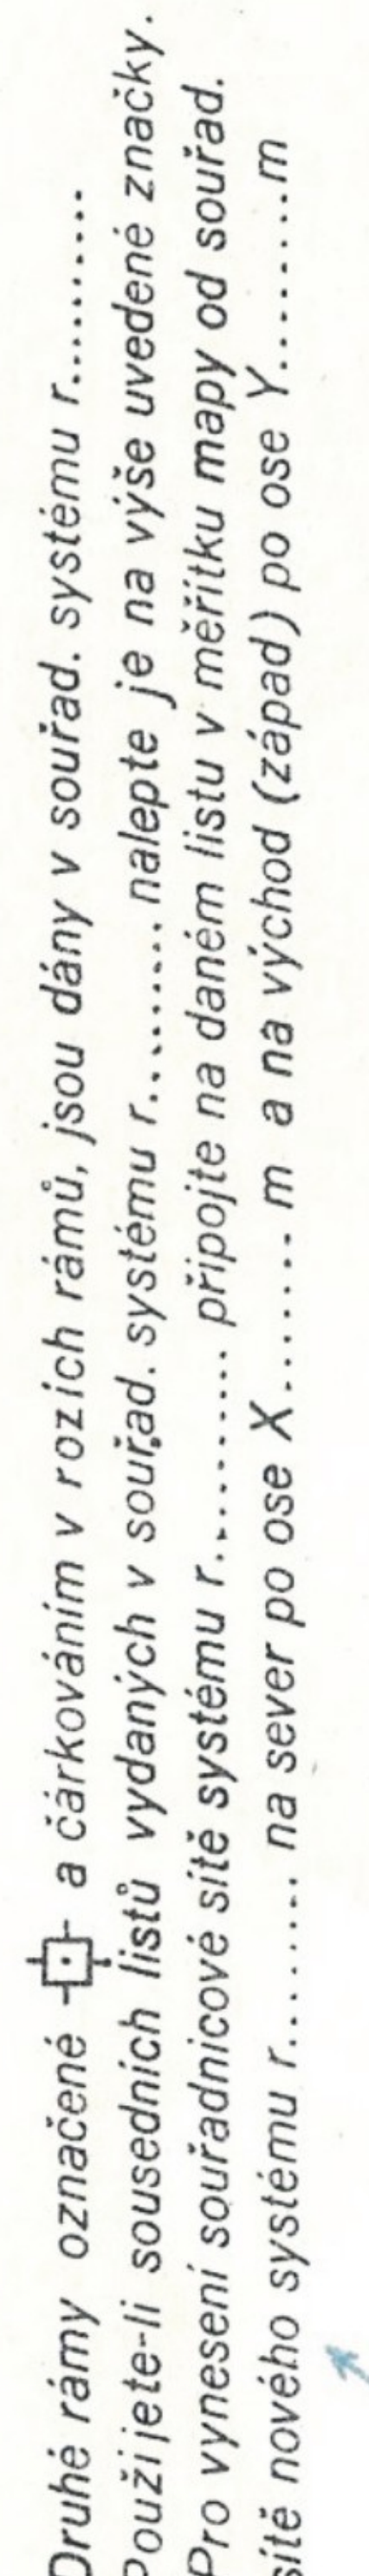 Druhé rámy označené a čárkováním v rozích rámů, jsou dány v souřad. systému r..........
Použijete-li sousedních listů vydaných v souřad. systému r.......... nalepte je na výše uvedené značky.
Pro vynesení souřadnicové sítě systému r.......... připojte na daném listu v měřítku mapy od souřad.
sítě nového systému r........ na sever po ose X........ m a na východ (západ) po ose Y.........m